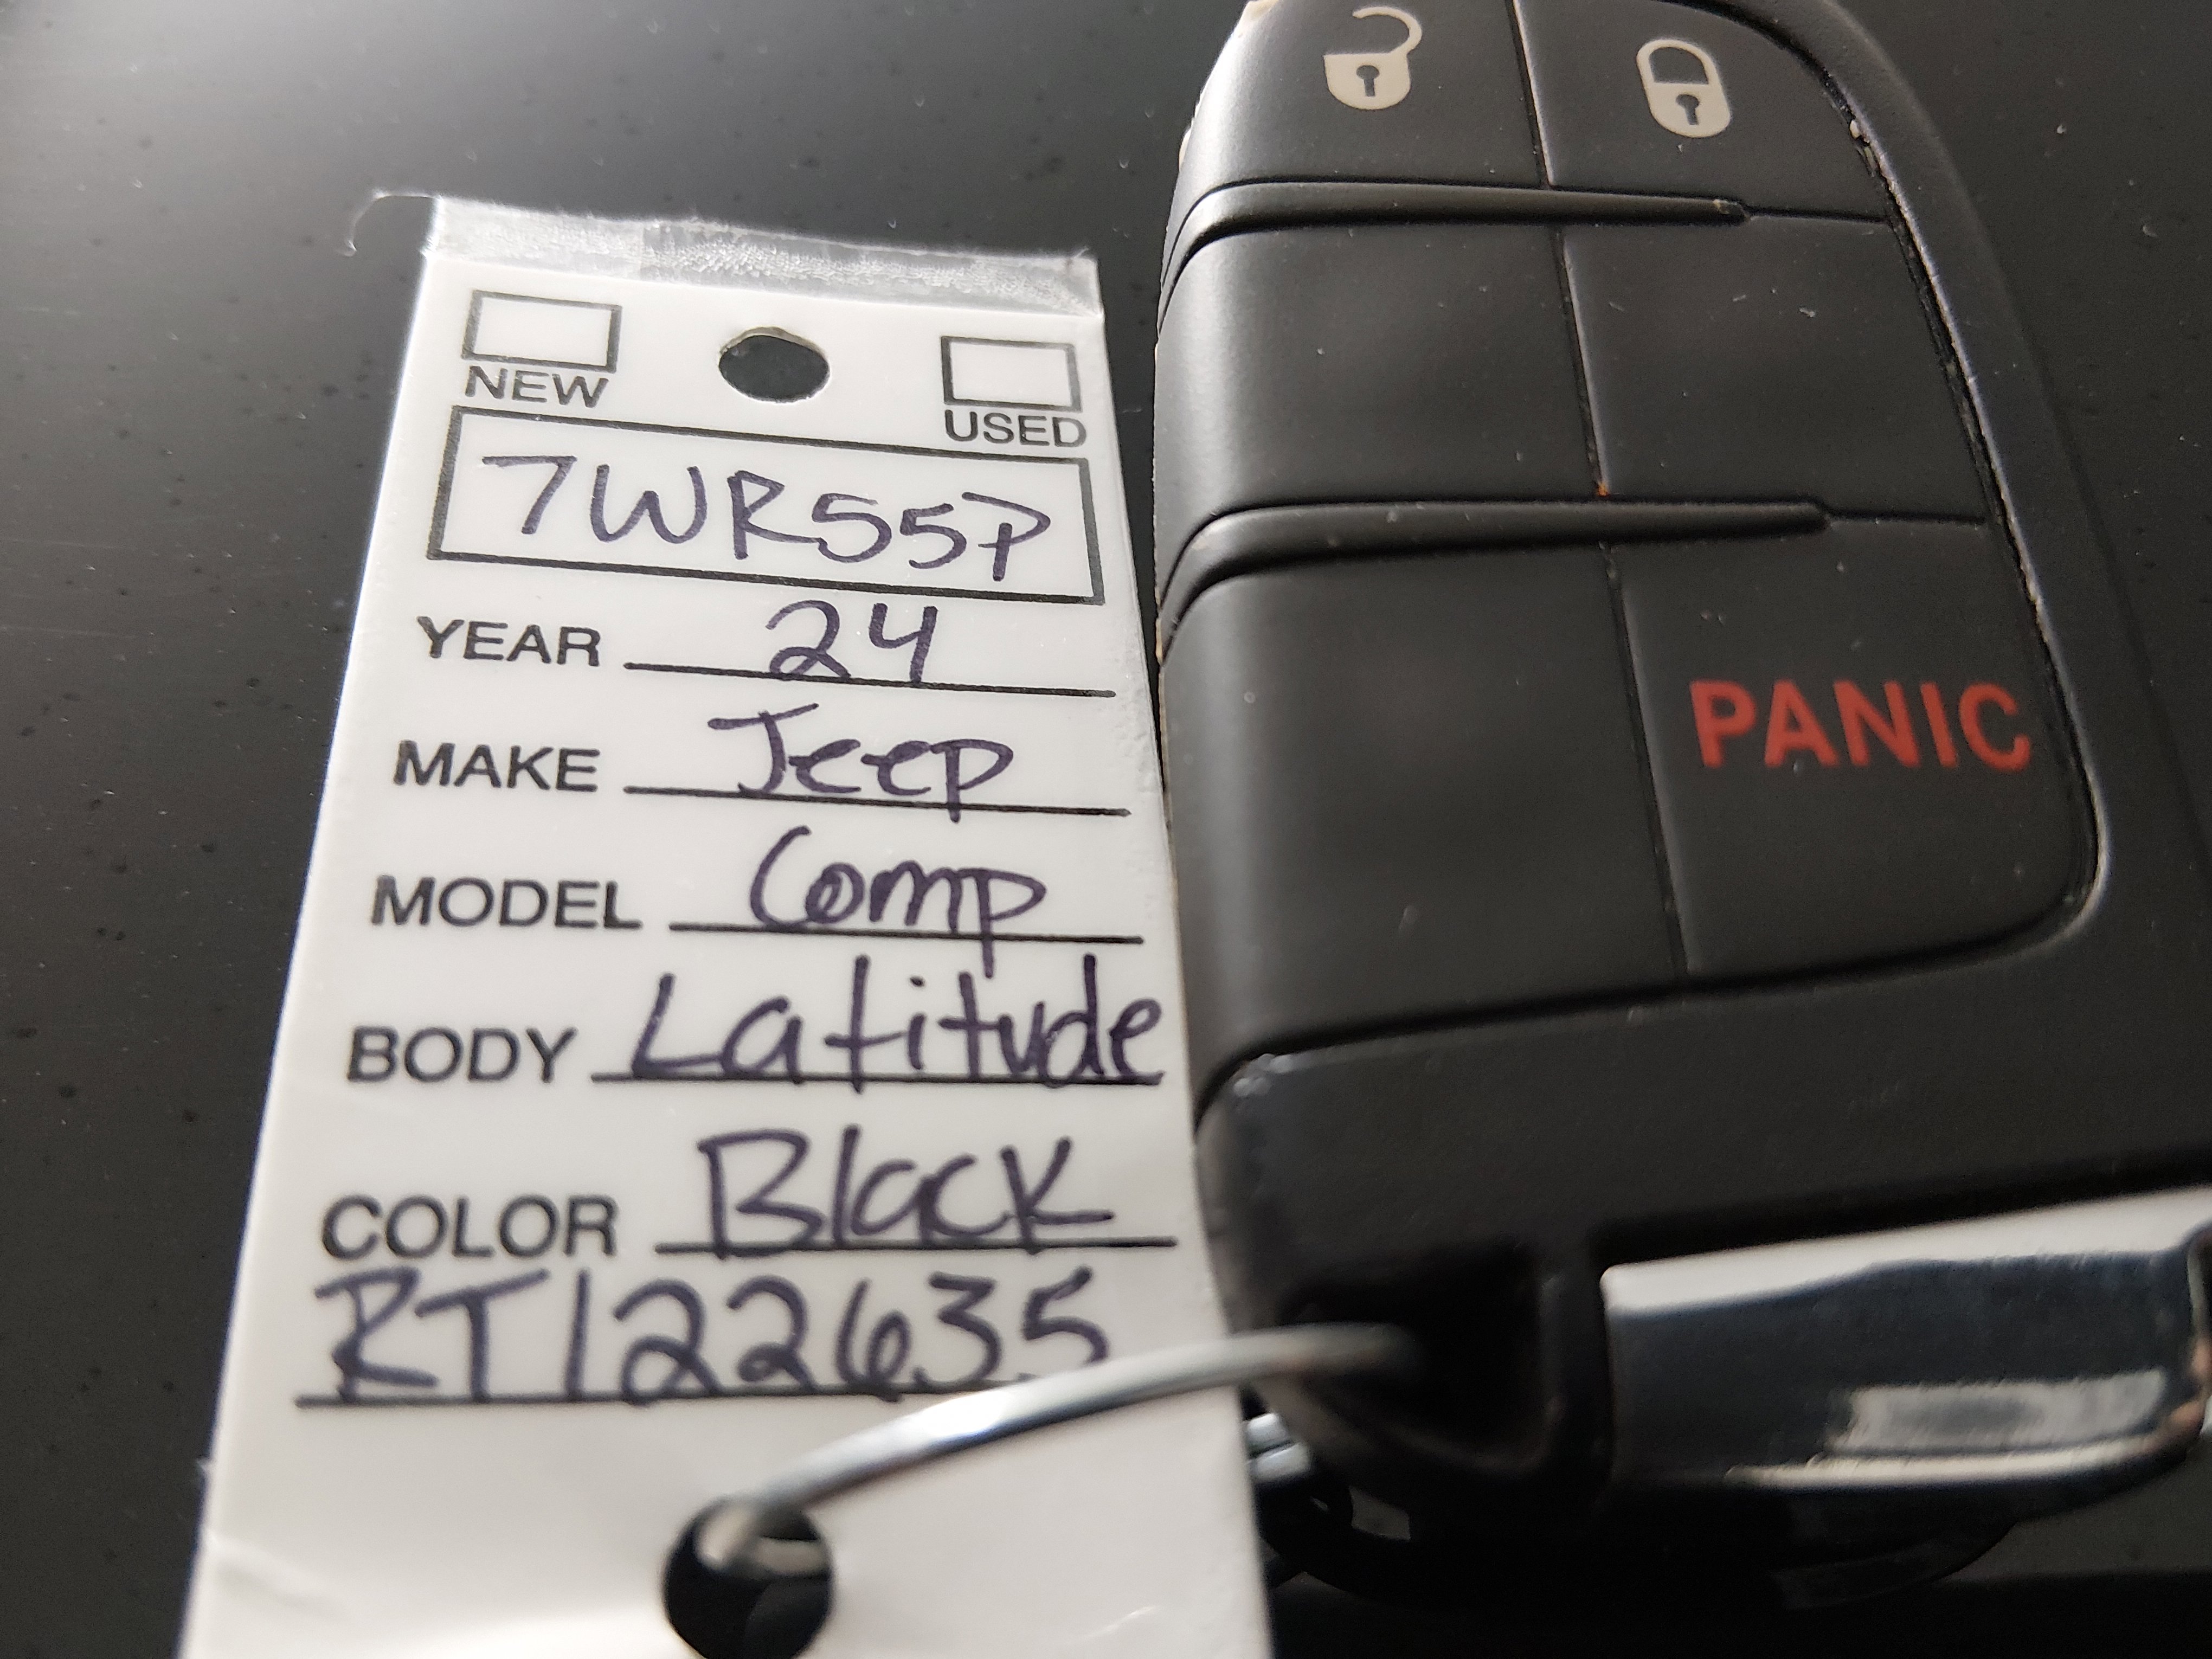 NEW USED
7WR55P
YEAR 24
MAKE Jeep
MODEL Comp
BODY Latitude
COLOR Black
RT122635
PANIC